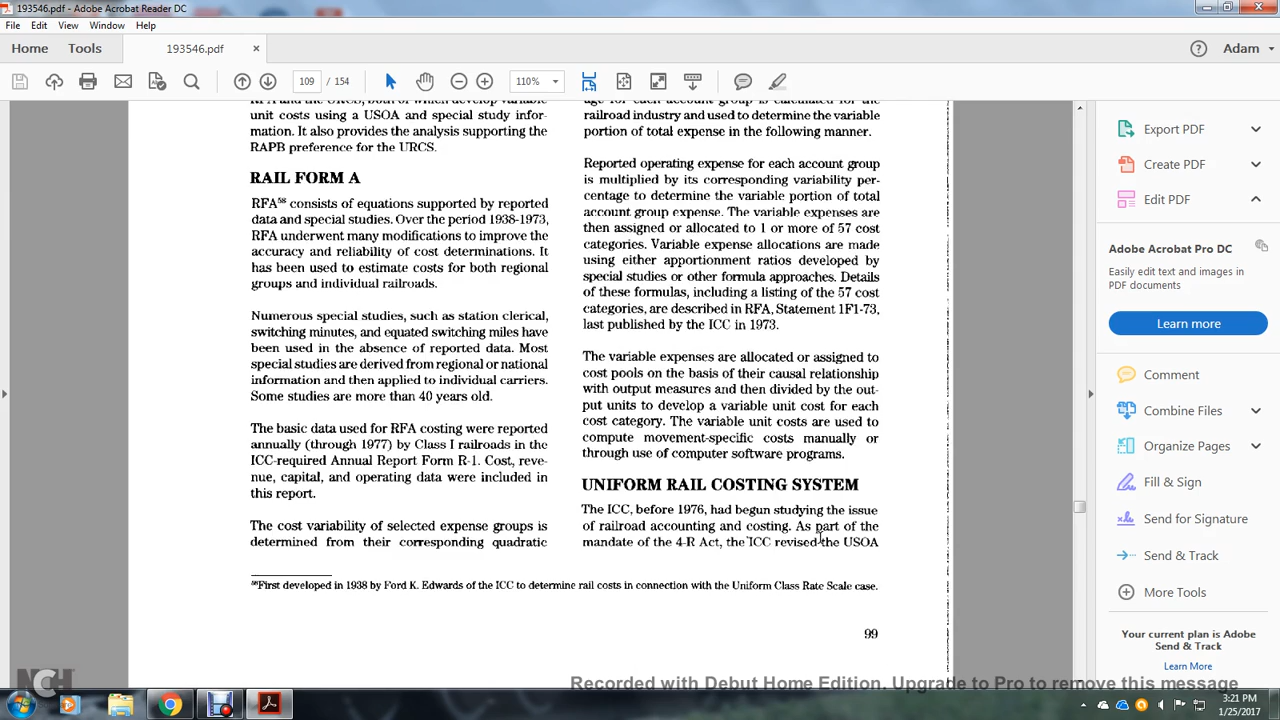 193546.pdf - Adobe Acrobat Reader DC
File Edit View Window Help
Home Tools 193546.pdf × Adam
109 / 154 110%
RFA and the URCS, both of which develop variable
unit costs using a USOA and special study infor-
mation. It also provides the analysis supporting the
RAPB preference for the URCS.
RAIL FORM A
RFA58 consists of equations supported by reported
data and special studies. Over the period 1938-1973,
RFA underwent many modifications to improve the
accuracy and reliability of cost determinations. It
has been used to estimate costs for both regional
groups and individual railroads.
Numerous special studies, such as station clerical,
switching minutes, and equated switching miles have
been used in the absence of reported data. Most
special studies are derived from regional or national
information and then applied to individual carriers.
Some studies are more than 40 years old.
The basic data used for RFA costing were reported
annually (through 1977) by Class I railroads in the
ICC-required Annual Report Form R-1. Cost, reve-
nue, capital, and operating data were included in
this report.
The cost variability of selected expense groups is
determined from their corresponding quadratic
age for each account group is calculated for the
railroad industry and used to determine the variable
portion of total expense in the following manner.
Reported operating expense for each account group
is multiplied by its corresponding variability per-
centage to determine the variable portion of total
account group expense. The variable expenses are
then assigned or allocated to 1 or more of 57 cost
categories. Variable expense allocations are made
using either apportionment ratios developed by
special studies or other formula approaches. Details
of these formulas, including a listing of the 57 cost
categories, are described in RFA, Statement 1F1-73,
last published by the ICC in 1973.
The variable expenses are allocated or assigned to
cost pools on the basis of their causal relationship
with output measures and then divided by the out-
put units to develop a variable unit cost for each
cost category. The variable unit costs are used to
compute movement-specific costs manually or
through use of computer software programs.
UNIFORM RAIL COSTING SYSTEM
The ICC, before 1976, had begun studying the issue
of railroad accounting and costing. As part of the
mandate of the 4-R Act, the ICC revised the USOA
58First developed in 1938 by Ford K. Edwards of the ICC to determine rail costs in connection with the Uniform Class Rate Scale case.
99
Export PDF
Create PDF
Edit PDF
Adobe Acrobat Pro DC
Easily edit text and images in
PDF documents
Learn more
Comment
Combine Files
Organize Pages
Fill & Sign
Send for Signature
Send & Track
More Tools
Your current plan is Adobe
Send & Track
Learn More
NCH
Recorded with Debut Home Edition. Upgrade to Pro to remove this message
3:21 PM
1/25/2017